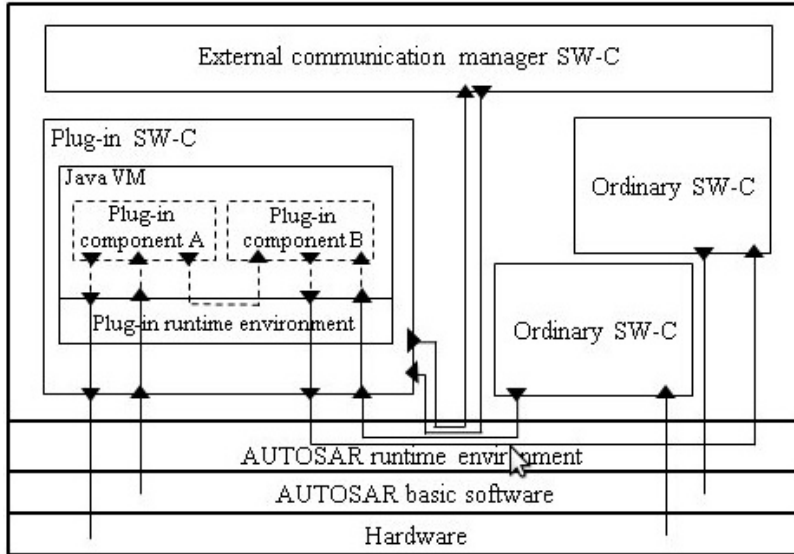 External communication manager SW-C
Plug-in SW-C
Java VM
Plug-in
component A
Plug-in
component B
Plug-in runtime environment
Ordinary SW-C
Ordinary SW-C
AUTOSAR runtime environment
AUTOSAR basic software
Hardware